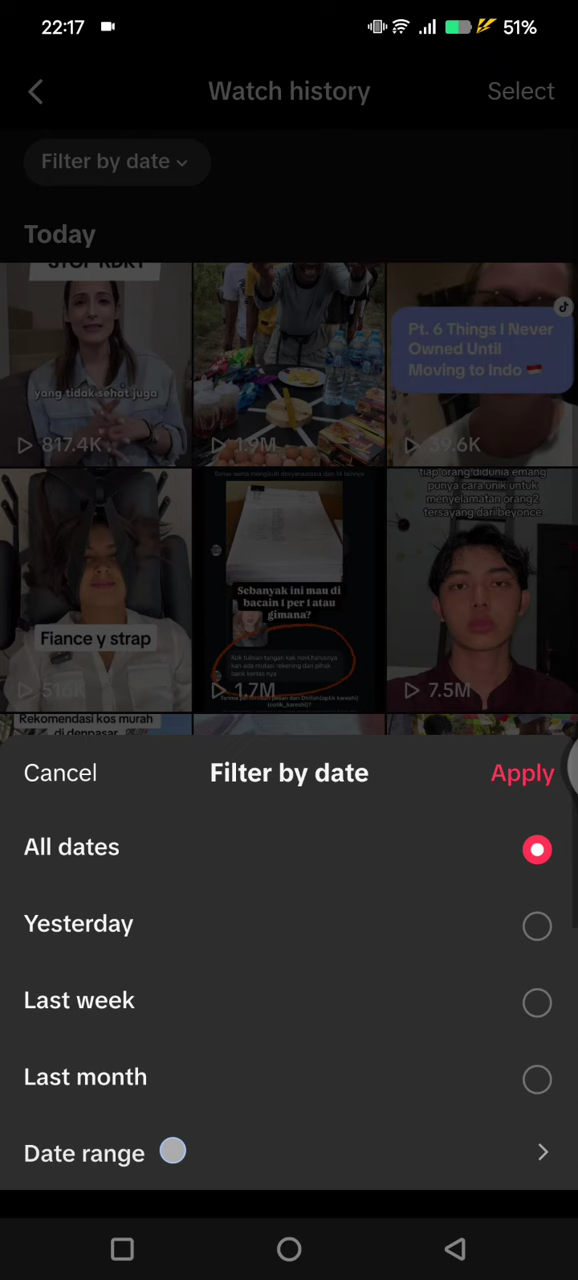 22:17
51%
Watch history
Select
Filter by date
Today
yang tidak sehat juga
817.4K
1.9M
Pt. 6 Things I Never
Owned Until
Moving to Indo 🇮🇩
39.6K
Fiance y strap
516K
Sebanyak ini mau di
bacain 1 per 1 atau
gimana?
1.7M
tiap orang didunia emang
punya cara unik untuk
menyelamatan orang2
tersayang dari beyonce
7.5M
Rekomendasi kos murah
di denpasar
Cancel
Filter by date
Apply
All dates
Yesterday
Last week
Last month
Date range